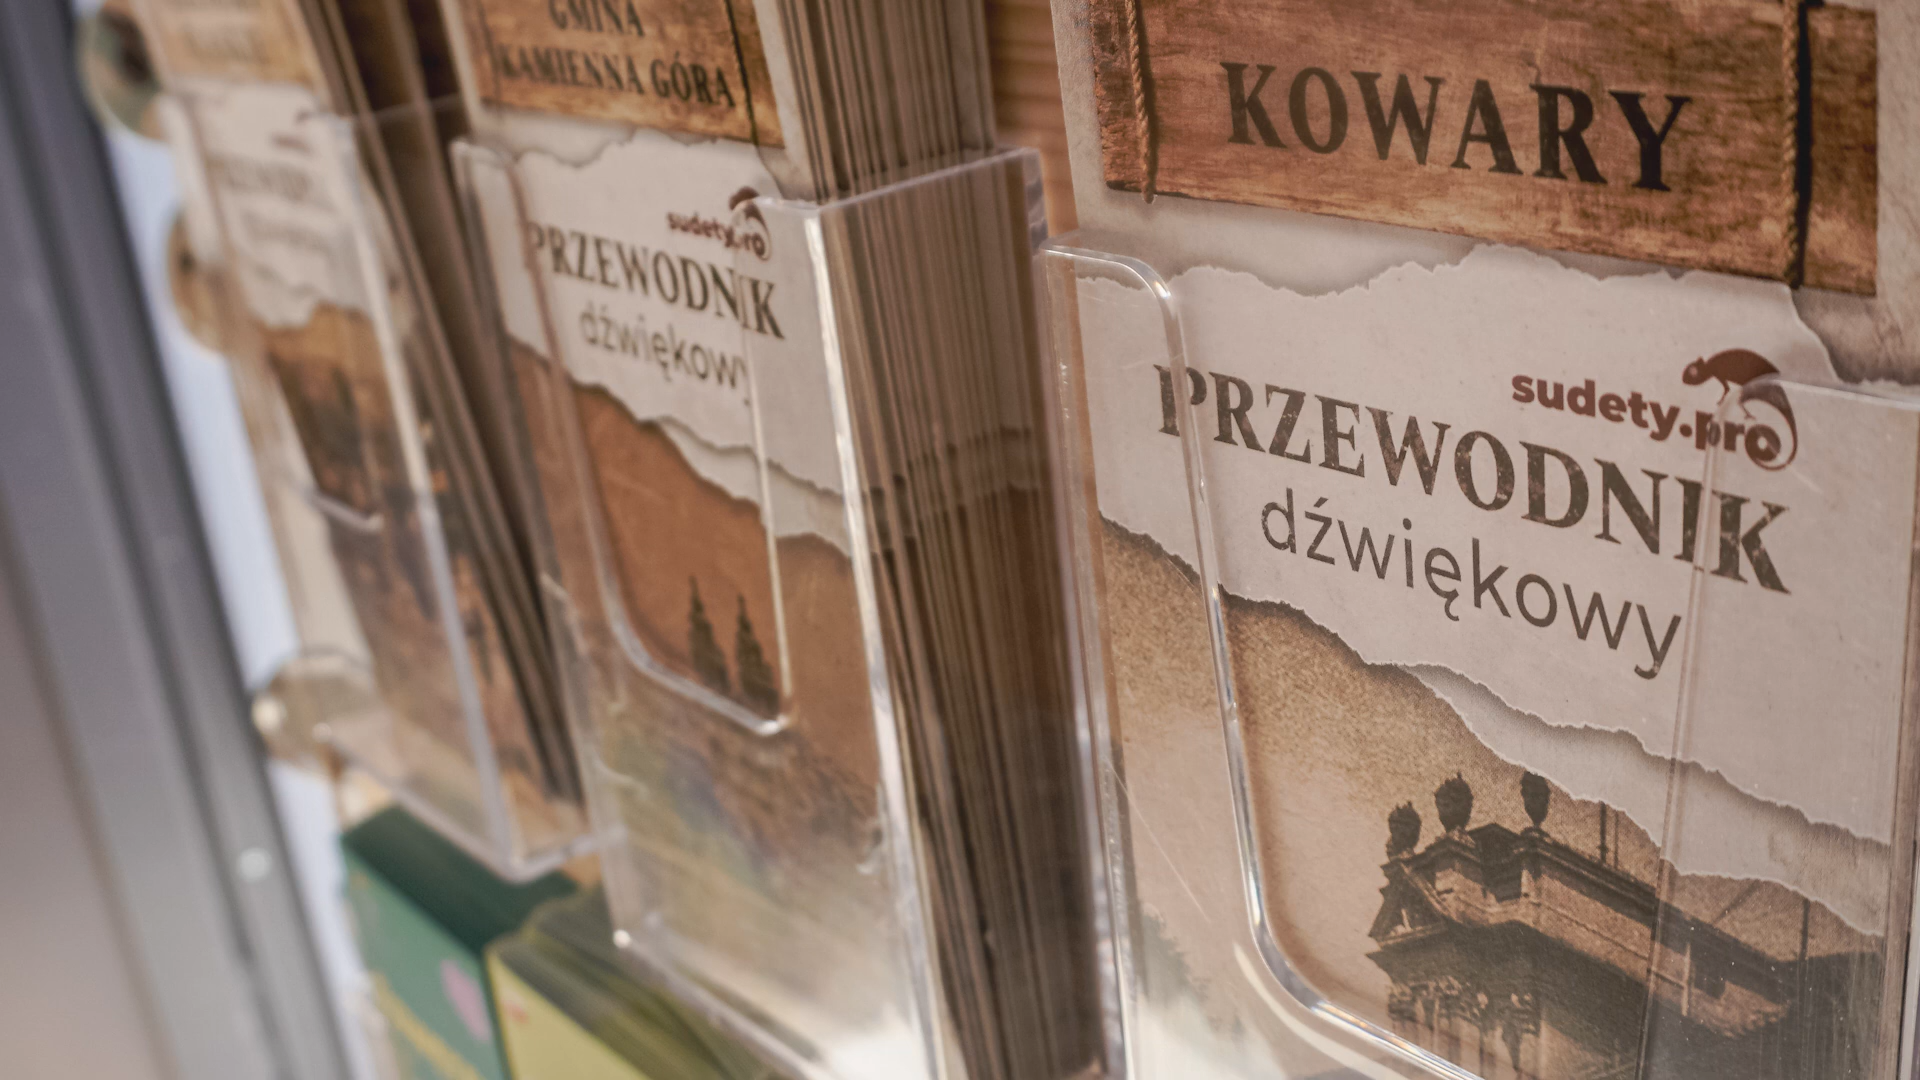 GMINA
KAMIENNA GÓRA
sudety.pro
PRZEWODNIK
dźwiękowy
KOWARY
sudety.pro
PRZEWODNIK
dźwiękowy